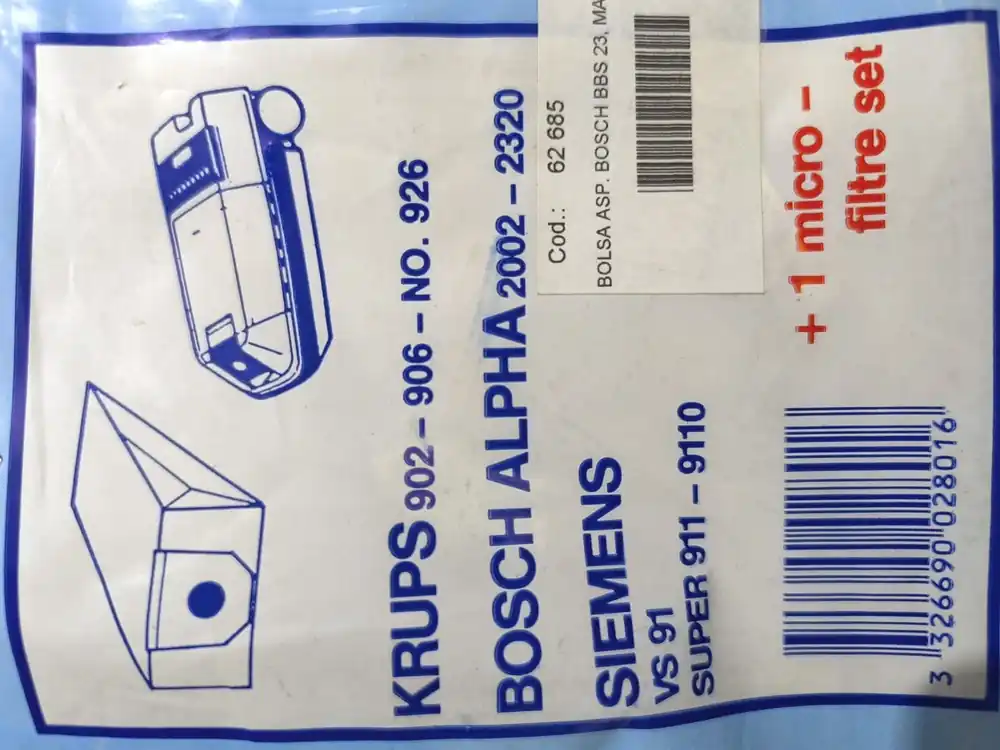 KRUPS 902 – 906 – NO. 926
BOSCH ALPHA 2002 – 2320
SIEMENS
VS 91
SUPER 911 – 9110
Cod.: 62 685
BOLSA ASP. BOSCH BBS 23, MA
+ 1 micro –
filtre set
3 326690 028016